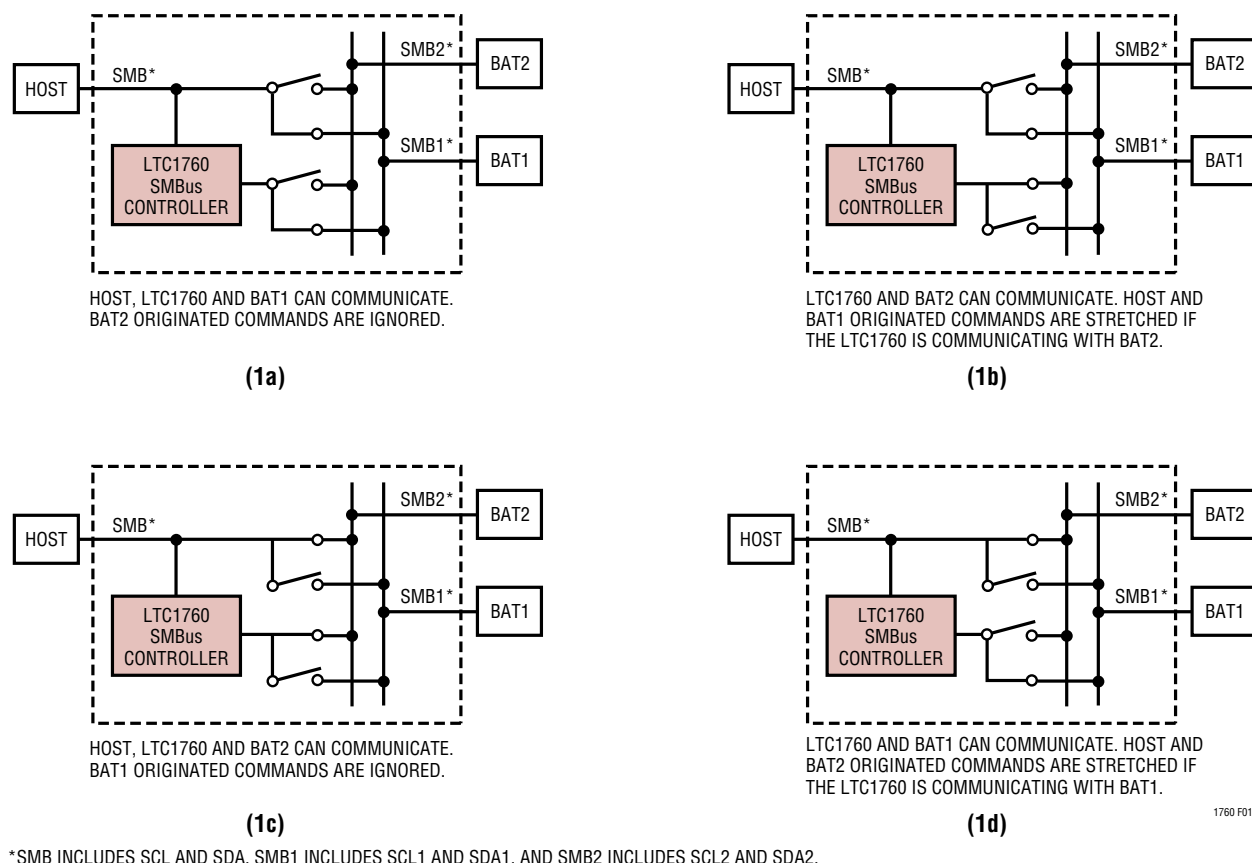 HOST
SMB*
SMB2*
BAT2
LTC1760
SMBus
CONTROLLER
SMB1*
BAT1
HOST, LTC1760 AND BAT1 CAN COMMUNICATE.
BAT2 ORIGINATED COMMANDS ARE IGNORED.
(1a)
HOST
SMB*
SMB2*
BAT2
LTC1760
SMBus
CONTROLLER
SMB1*
BAT1
LTC1760 AND BAT2 CAN COMMUNICATE. HOST AND
BAT1 ORIGINATED COMMANDS ARE STRETCHED IF
THE LTC1760 IS COMMUNICATING WITH BAT2.
(1b)
HOST
SMB*
SMB2*
BAT2
LTC1760
SMBus
CONTROLLER
SMB1*
BAT1
HOST, LTC1760 AND BAT2 CAN COMMUNICATE.
BAT1 ORIGINATED COMMANDS ARE IGNORED.
(1c)
HOST
SMB*
SMB2*
BAT2
LTC1760
SMBus
CONTROLLER
SMB1*
BAT1
LTC1760 AND BAT1 CAN COMMUNICATE. HOST AND
BAT2 ORIGINATED COMMANDS ARE STRETCHED IF
THE LTC1760 IS COMMUNICATING WITH BAT1.
(1d)
1760 F01
*SMB INCLUDES SCL AND SDA, SMB1 INCLUDES SCL1 AND SDA1, AND SMB2 INCLUDES SCL2 AND SDA2.